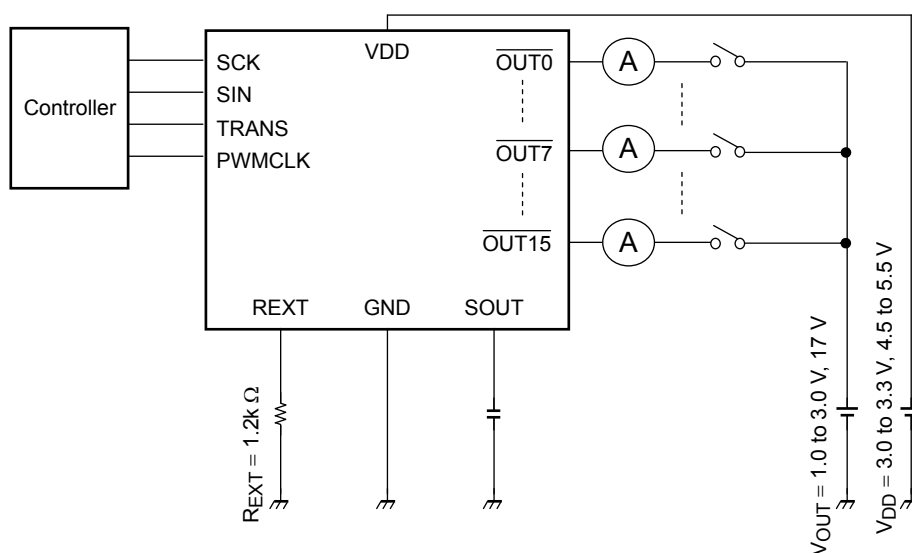 Controller
SCK
SIN
TRANS
PWMCLK
VDD
OUT0
OUT7
OUT15
A
A
A
REXT
GND
SOUT
REXT = 1.2k Ω
VOUT = 1.0 to 3.0 V, 17 V
VDD = 3.0 to 3.3 V, 4.5 to 5.5 V